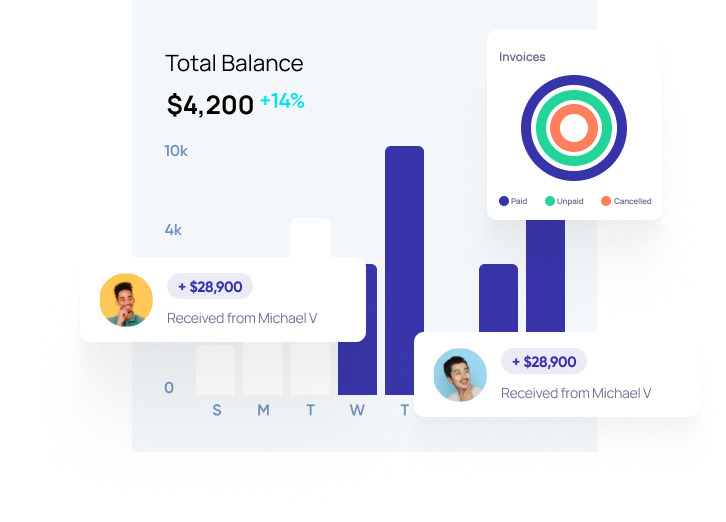 Total Balance
$4,200 +14%
Invoices
Paid Unpaid Cancelled
10k
4k
+ $28,900
Received from Michael V
+ $28,900
Received from Michael V
0
S M T W T